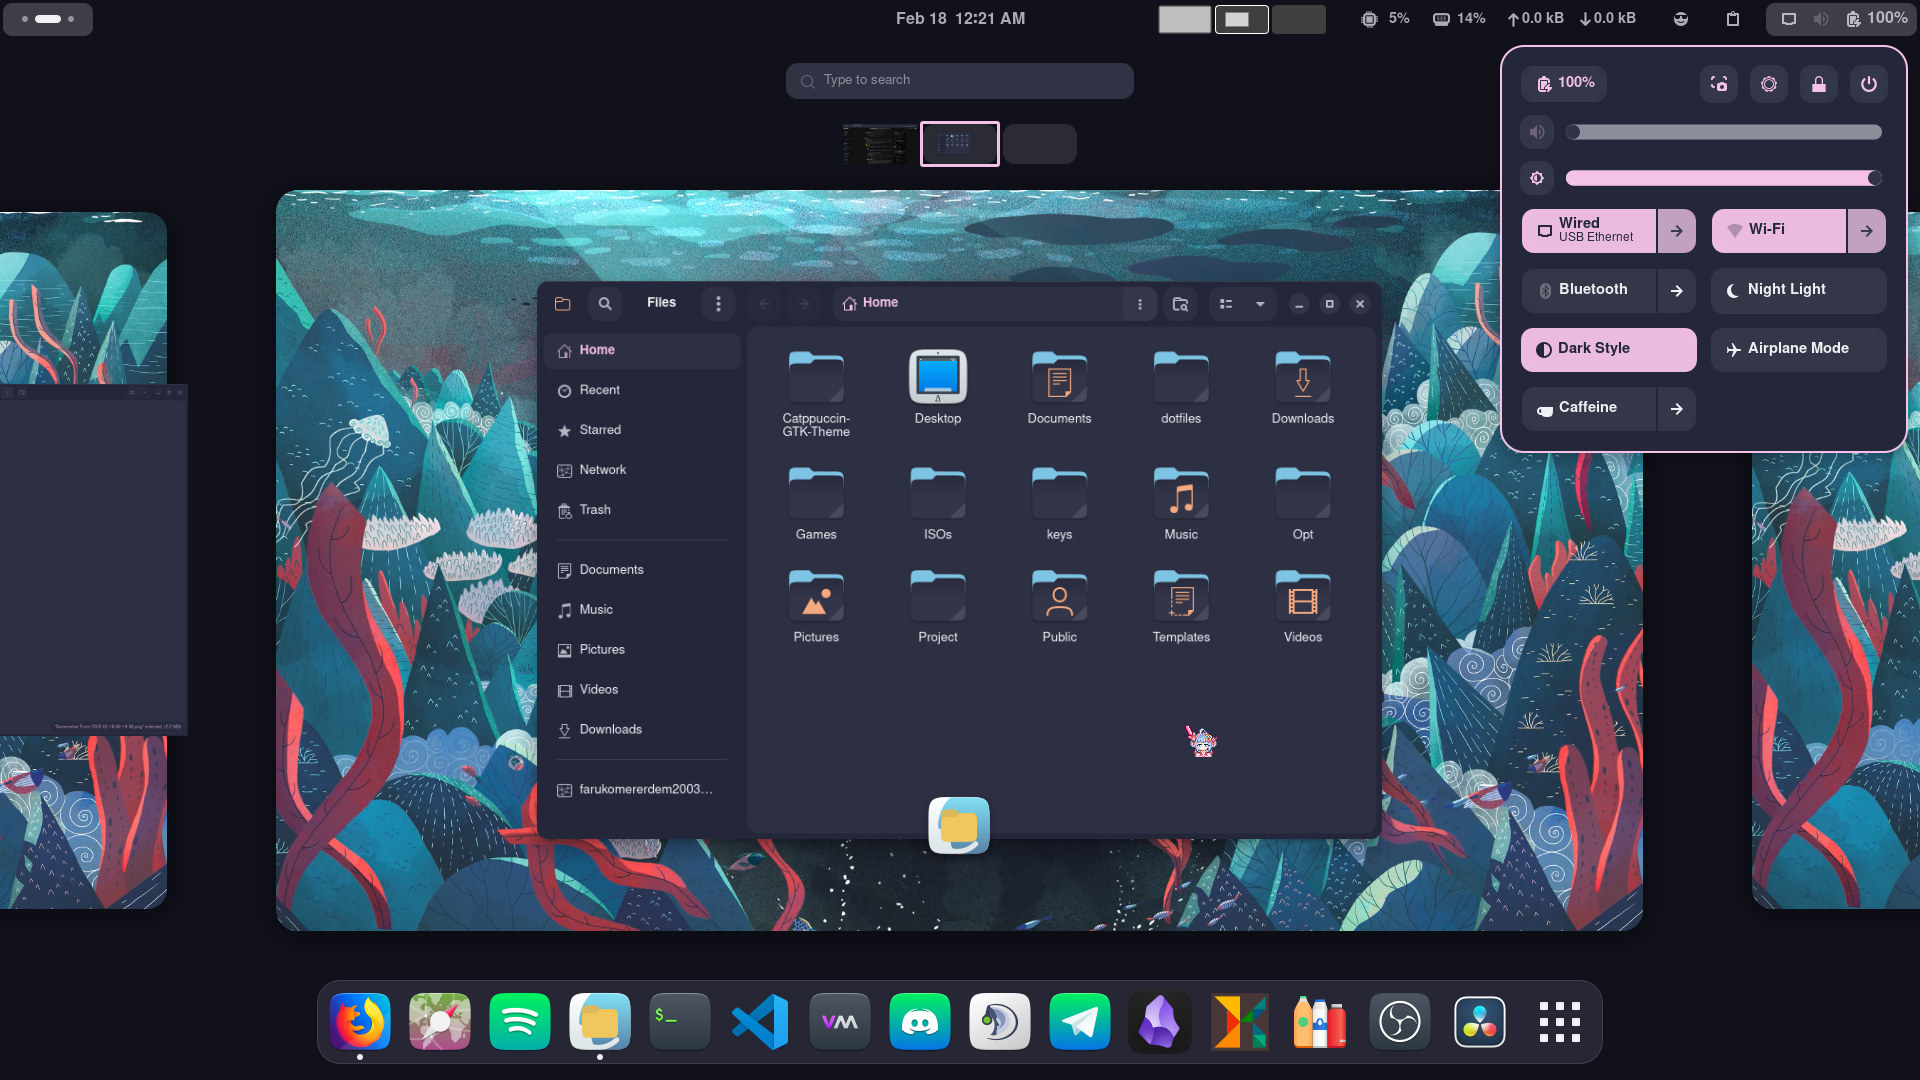 Feb 18 12:21 AM
5%
14%
0.0 kB
0.0 kB
100%
Type to search
100%
Wired
USB Ethernet
Wi-Fi
Bluetooth
Night Light
Dark Style
Airplane Mode
Caffeine
Files
Home
Home
Recent
Starred
Network
Trash
Documents
Music
Pictures
Videos
Downloads
farukomererdem2003...
Catppuccin-
GTK-Theme
Desktop
Documents
dotfiles
Downloads
Games
ISOs
keys
Music
Opt
Pictures
Project
Public
Templates
Videos
$_
VM